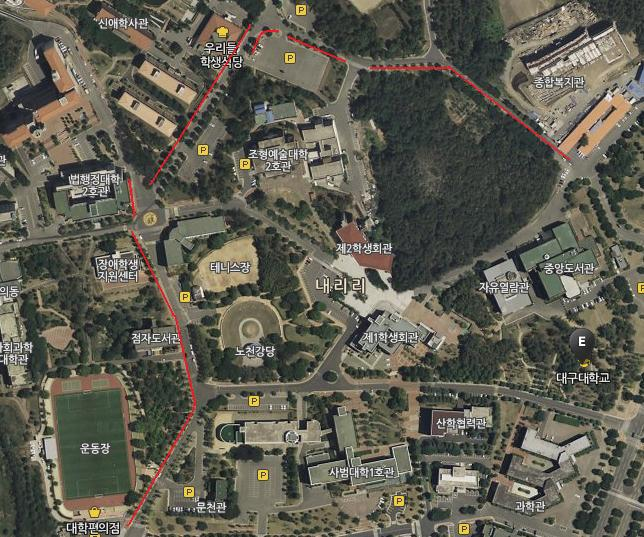 신애학사관
P
우리들
학생식당
P
종합복지관
P
조형예술대학
2호관
P
법행정대학
2호관
제2학생회관
중앙도서관
장애학생
지원센터
테니스장
내리리
자유열람관
P
E
점자도서관
노천강당
제1학생회관
대구대학교
P
산학협력관
운동장
사범대학1호관
P
P
문천관
P
과학관
대학편의점
P